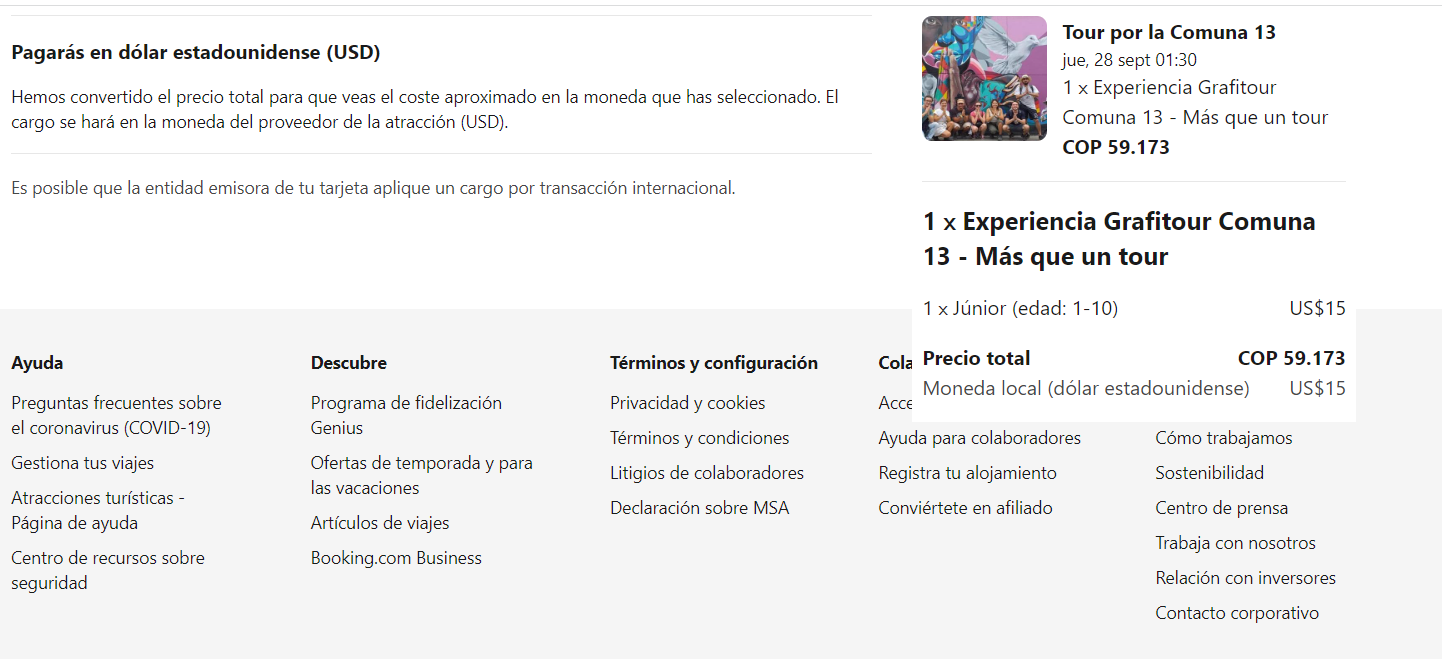 Pagarás en dólar estadounidense (USD)
Hemos convertido el precio total para que veas el coste aproximado en la moneda que has seleccionado. El
cargo se hará en la moneda del proveedor de la atracción (USD).
Es posible que la entidad emisora de tu tarjeta aplique un cargo por transacción internacional.
Tour por la Comuna 13
jue, 28 sept 01:30
1 x Experiencia Grafitour
Comuna 13 - Más que un tour
COP 59.173
1 x Experiencia Grafitour Comuna
13 - Más que un tour
1 x Júnior (edad: 1-10) US$15
Precio total COP 59.173
Moneda local (dólar estadounidense) US$15
Ayuda
Preguntas frecuentes sobre
el coronavirus (COVID-19)
Gestiona tus viajes
Atracciones turísticas -
Página de ayuda
Centro de recursos sobre
seguridad
Descubre
Programa de fidelización
Genius
Ofertas de temporada y para
las vacaciones
Artículos de viajes
Booking.com Business
Términos y configuración
Privacidad y cookies
Términos y condiciones
Litigios de colaboradores
Declaración sobre MSA
Cola
Acce
Ayuda para colaboradores
Registra tu alojamiento
Conviértete en afiliado
Cómo trabajamos
Sostenibilidad
Centro de prensa
Trabaja con nosotros
Relación con inversores
Contacto corporativo